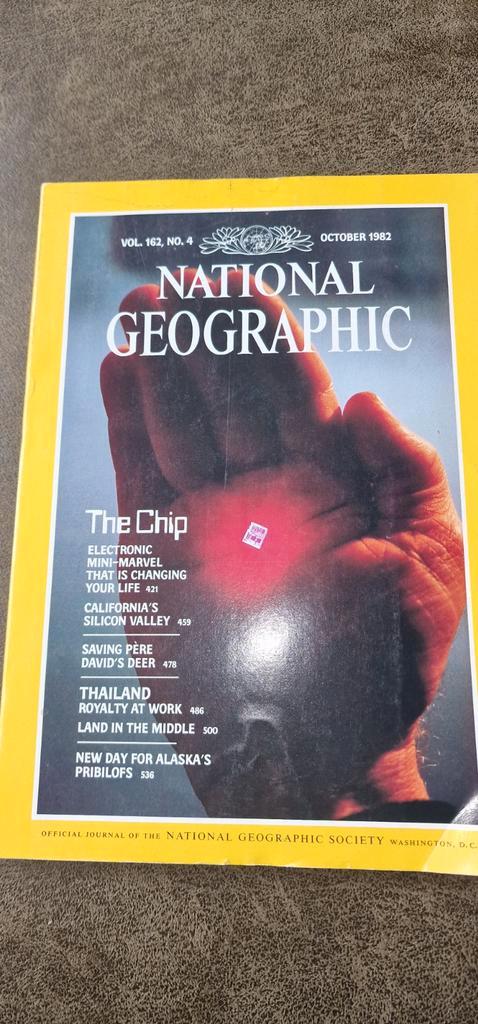 VOL. 162, NO. 4
OCTOBER 1982
NATIONAL
GEOGRAPHIC
The Chip
ELECTRONIC
MINI-MARVEL
THAT IS CHANGING
YOUR LIFE 421
CALIFORNIA'S
SILICON VALLEY 459
SAVING PÈRE
DAVID'S DEER 478
THAILAND
ROYALTY AT WORK 486
LAND IN THE MIDDLE 500
NEW DAY FOR ALASKA'S
PRIBILOFS 536
OFFICIAL JOURNAL OF THE NATIONAL GEOGRAPHIC SOCIETY WASHINGTON, D.C.